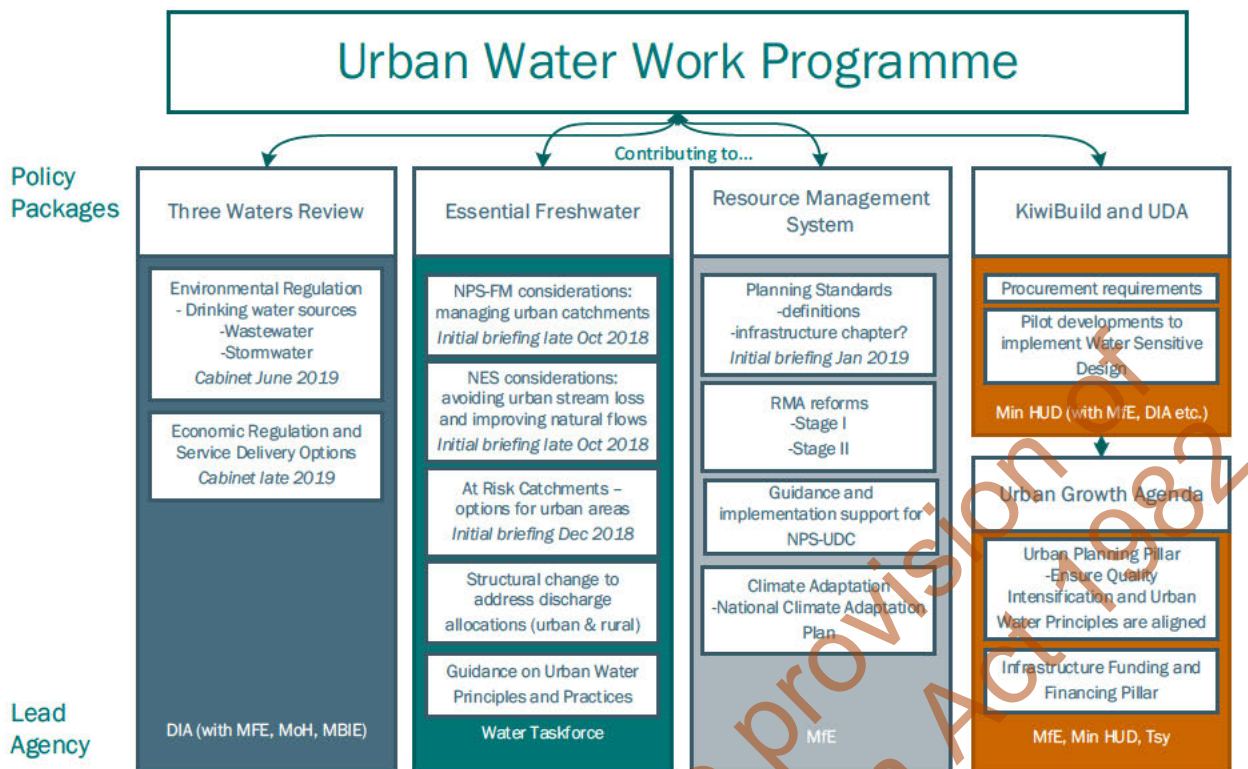 Urban Water Work Programme
Contributing to...
Policy
Packages
Three Waters Review
Environmental Regulation
- Drinking water sources
-Wastewater
-Stormwater
Cabinet June 2019
Economic Regulation and
Service Delivery Options
Cabinet late 2019
Essential Freshwater
NPS-FM considerations:
managing urban catchments
Initial briefing late Oct 2018
NES considerations:
avoiding urban stream loss
and improving natural flows
Initial briefing late Oct 2018
At Risk Catchments –
options for urban areas
Initial briefing Dec 2018
Structural change to
address discharge
allocations (urban & rural)
Guidance on Urban Water
Principles and Practices
Resource Management
System
Planning Standards
-definitions
-infrastructure chapter?
Initial briefing Jan 2019
RMA reforms
-Stage I
-Stage II
Guidance and
implementation support for
NPS-UDC
Climate Adaptation
-National Climate Adaptation
Plan
KiwiBuild and UDA
Procurement requirements
Pilot developments to
implement Water Sensitive
Design
Min HUD (with MfE, DIA etc.)
Urban Growth Agenda
Urban Planning Pillar
-Ensure Quality
Intensification and Urban
Water Principles are aligned
Infrastructure Funding and
Financing Pillar
Lead
Agency
DIA (with MFE, MoH, MBIE)
Water Taskforce
MfE
MfE, Min HUD, Tsy
provision of
Act 1982